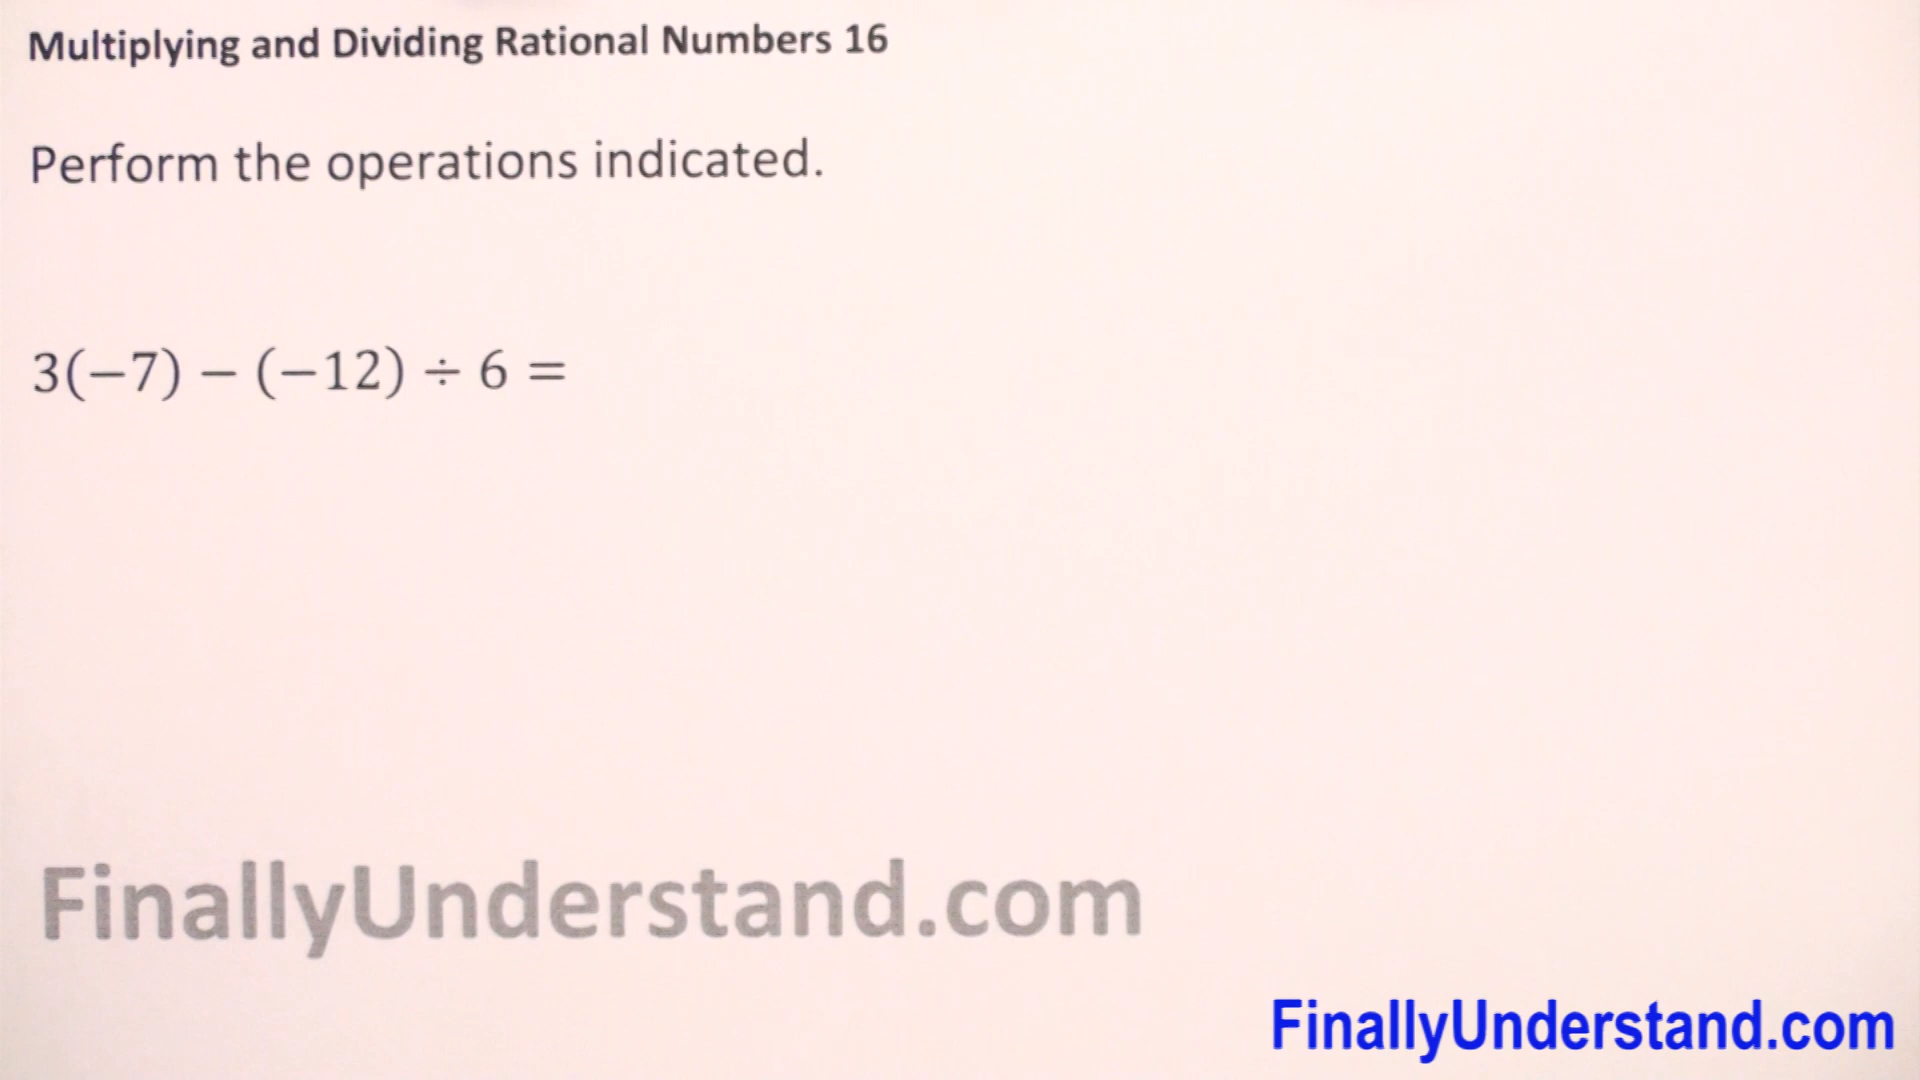 Multiplying and Dividing Rational Numbers 16
Perform the operations indicated.
3(−7) − (−12) ÷ 6 =
FinallyUnderstand.com
FinallyUnderstand.com